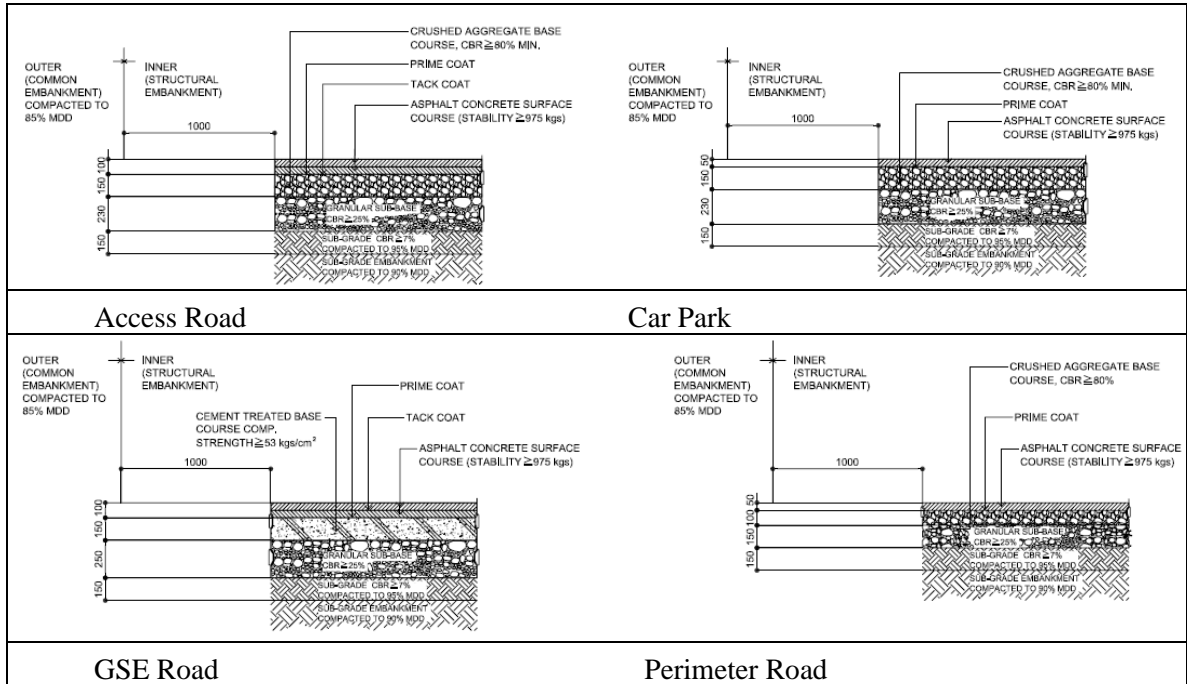 OUTER
(COMMON
EMBANKMENT)
COMPACTED TO
85% MDD
INNER
(STRUCTURAL
EMBANKMENT)
CRUSHED AGGREGATE BASE
COURSE, CBR≧80% MIN.
PRIME COAT
TACK COAT
ASPHALT CONCRETE SURFACE
COURSE (STABILITY≧975 kgs)
1000
100
150
230
150
GRANULAR SUB-BASE
CBR≧25%
SUB-GRADE CBR≧7%
COMPACTED TO 95% MDD
SUB-GRADE EMBANKMENT
COMPACTED TO 90% MDD
OUTER
(COMMON
EMBANKMENT)
COMPACTED TO
85% MDD
INNER
(STRUCTURAL
EMBANKMENT)
CRUSHED AGGREGATE BASE
COURSE, CBR≧80% MIN.
PRIME COAT
ASPHALT CONCRETE SURFACE
COURSE (STABILITY≧975 kgs)
1000
50
150
230
150
GRANULAR SUB-BASE
CBR≧25%
SUB-GRADE CBR≧7%
COMPACTED TO 95% MDD
SUB-GRADE EMBANKMENT
COMPACTED TO 90% MDD
Access Road
Car Park
OUTER
(COMMON
EMBANKMENT)
COMPACTED TO
85% MDD
INNER
(STRUCTURAL
EMBANKMENT)
PRIME COAT
CEMENT TREATED BASE
COURSE COMP.
STRENGTH≧53 kgs/cm²
TACK COAT
ASPHALT CONCRETE SURFACE
COURSE (STABILITY≧975 kgs)
1000
100
150
250
150
GRANULAR SUB-BASE
CBR≧25%
SUB-GRADE CBR≧7%
COMPACTED TO 95% MDD
SUB-GRADE EMBANKMENT
COMPACTED TO 90% MDD
OUTER
(COMMON
EMBANKMENT)
COMPACTED TO
85% MDD
INNER
(STRUCTURAL
EMBANKMENT)
CRUSHED AGGREGATE BASE
COURSE, CBR≧80%
PRIME COAT
ASPHALT CONCRETE SURFACE
COURSE (STABILITY≧975 kgs)
1000
50
100
150
150
GRANULAR SUB-BASE
CBR≧25%
SUB-GRADE CBR≧7%
COMPACTED TO 95% MDD
SUB-GRADE EMBANKMENT
COMPACTED TO 90% MDD
GSE Road
Perimeter Road